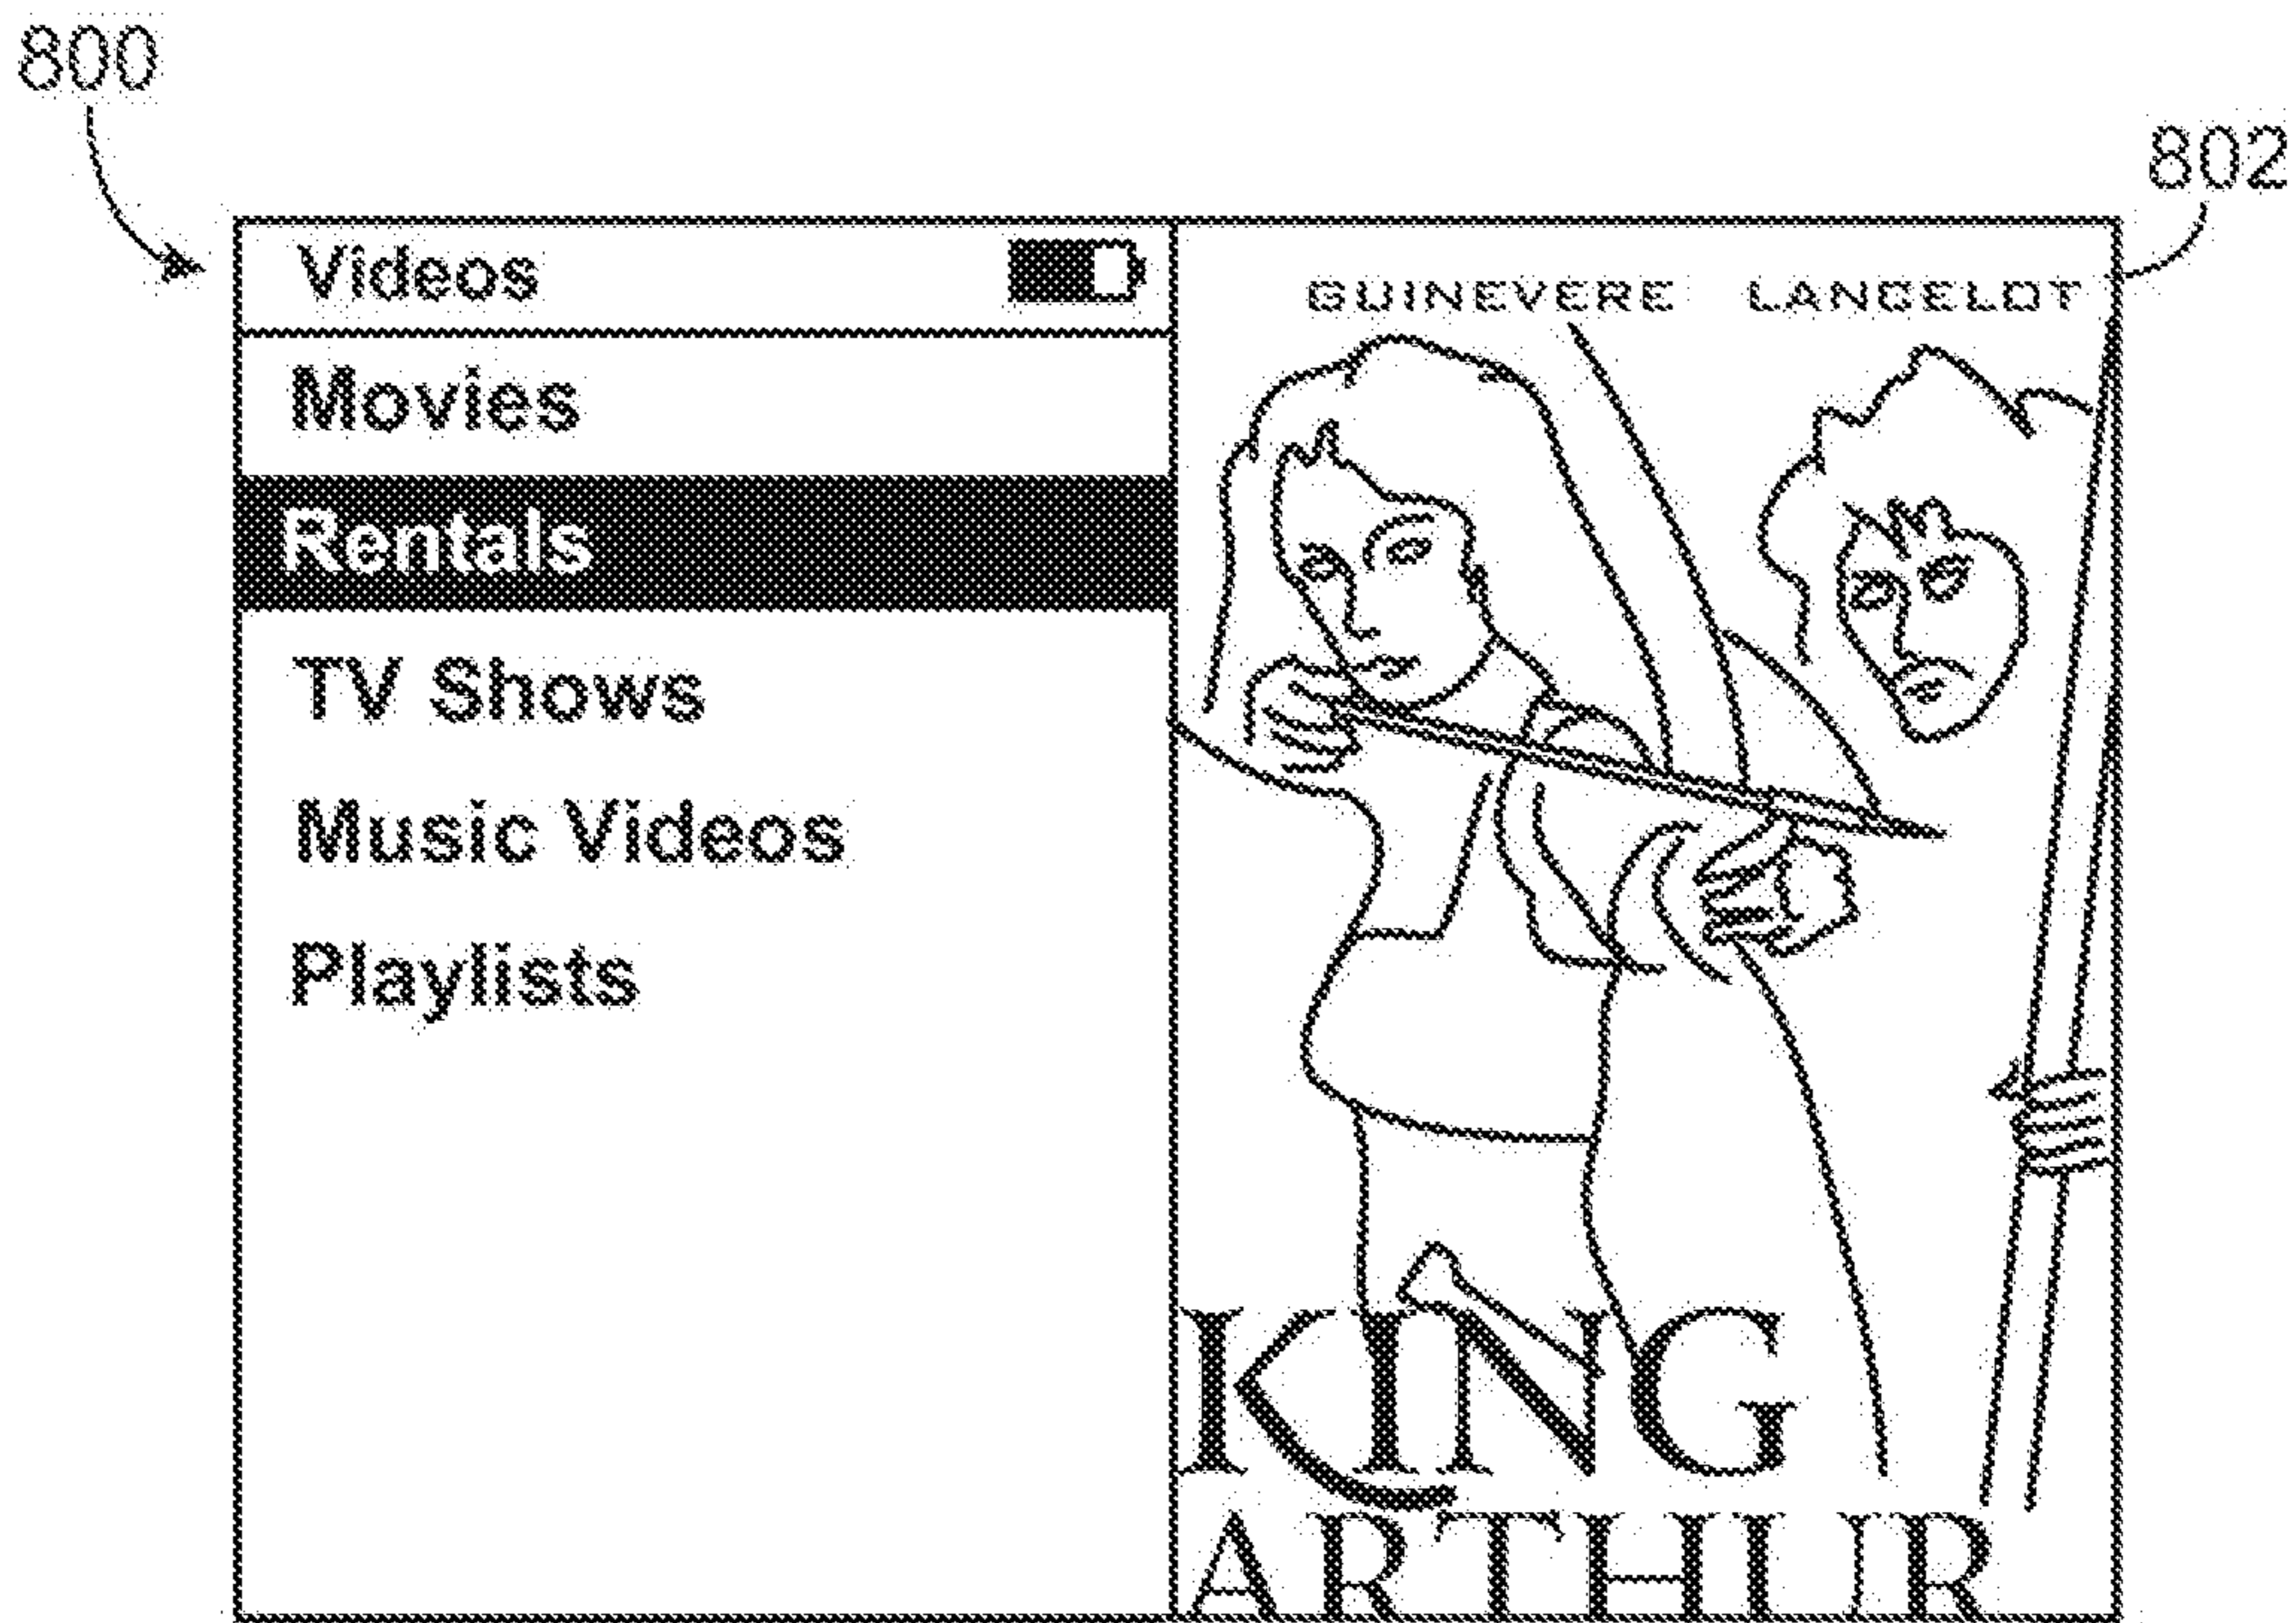 800
802
Videos
Movies
Rentals
TV Shows
Music Videos
Playlists
GUINEVERE LANCELOT
KING
ARTHUR